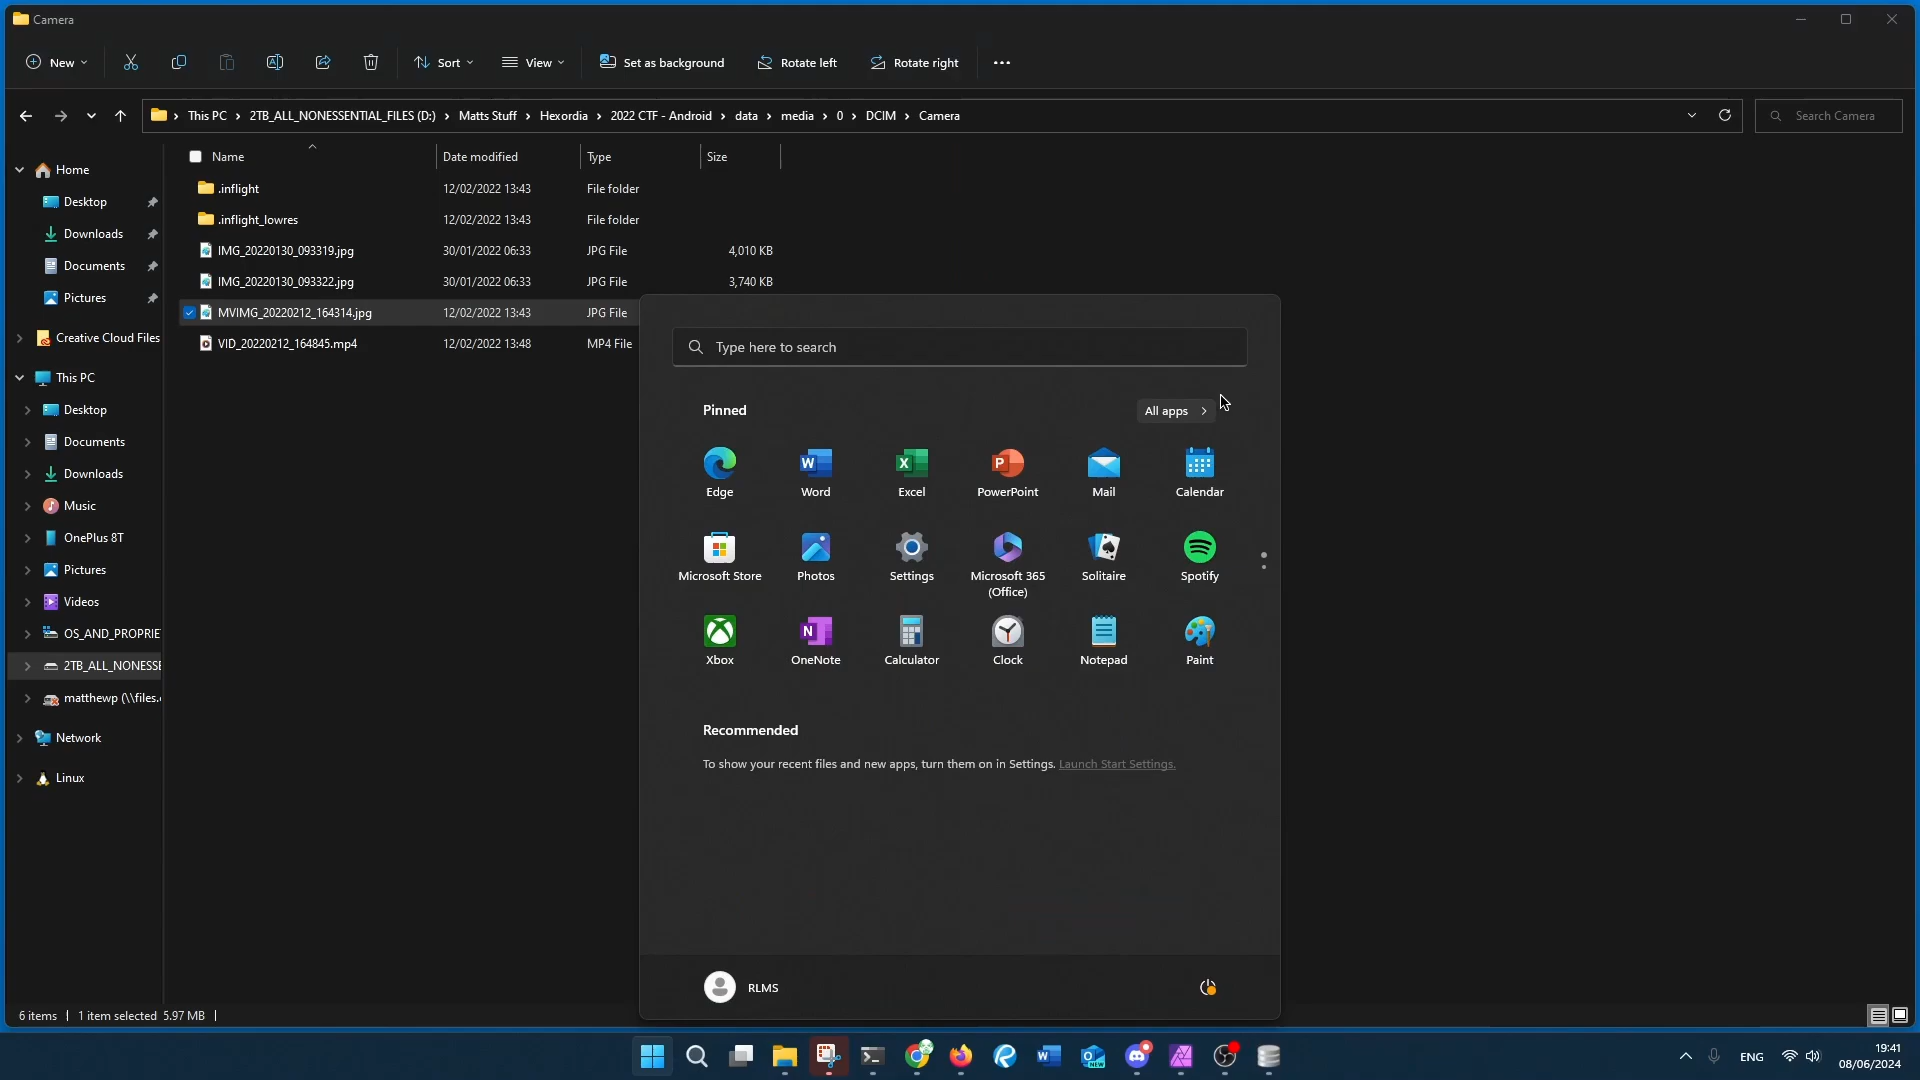 Camera
New
Sort
View
Set as background
Rotate left
Rotate right
This PC
2TB_ALL_NONESSENTIAL_FILES (D:)
Matts Stuff
Hexordia
2022 CTF - Android
data
media
0
DCIM
Camera
Search Camera
Name
Date modified
Type
Size
.inflight 12/02/2022 13:43 File folder
.inflight_lowres 12/02/2022 13:43 File folder
IMG_20220130_093319.jpg 30/01/2022 06:33 JPG File 4,010 KB
IMG_20220130_093322.jpg 30/01/2022 06:33 JPG File 3,740 KB
MVIMG_20220212_164314.jpg 12/02/2022 13:43 JPG File
VID_20220212_164845.mp4 12/02/2022 13:48 MP4 File
Home
Desktop
Downloads
Documents
Pictures
Creative Cloud Files
This PC
Desktop
Documents
Downloads
Music
OnePlus 8T
Pictures
Videos
OS_AND_PROPRIE
2TB_ALL_NONESSE
matthewp (\\files.
Network
Linux
Type here to search
Pinned
All apps
Edge
Word
Excel
PowerPoint
Mail
Calendar
Microsoft Store
Photos
Settings
Microsoft 365
(Office)
Solitaire
Spotify
Xbox
OneNote
Calculator
Clock
Notepad
Paint
Recommended
To show your recent files and new apps, turn them on in Settings. Launch Start Settings.
RLMS
6 items
1 item selected 5.97 MB
ENG
19:41
08/06/2024